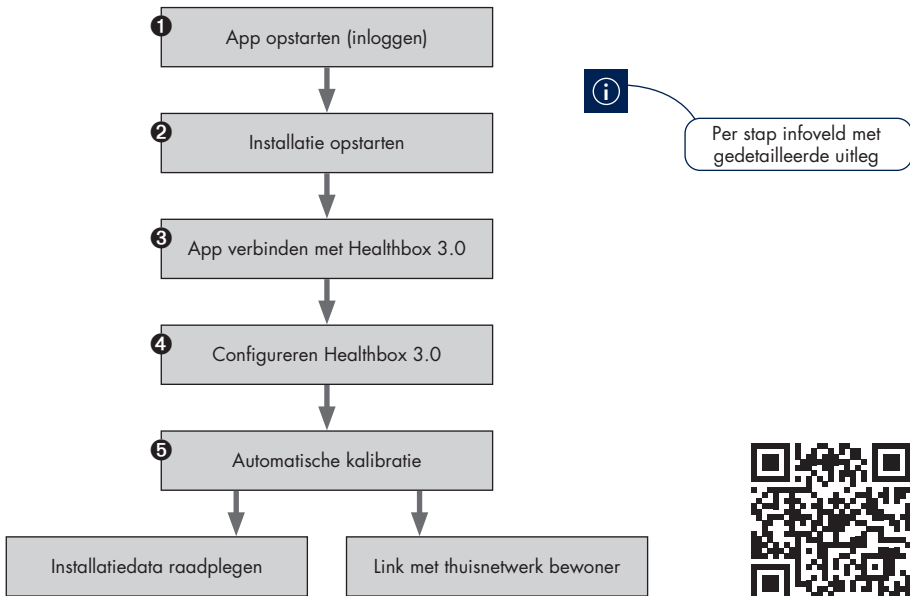 ❶ App opstarten (inloggen)
❷ Installatie opstarten
❸ App verbinden met Healthbox 3.0
❹ Configureren Healthbox 3.0
❺ Automatische kalibratie
Installatiedata raadplegen
Link met thuisnetwerk bewoner
i
Per stap infoveld met
gedetailleerde uitleg